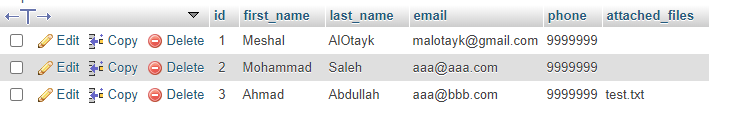 id first_name last_name email phone attached_files
Edit Copy Delete 1 Meshal AlOtayk malotayk@gmail.com 9999999
Edit Copy Delete 2 Mohammad Saleh aaa@aaa.com 9999999
Edit Copy Delete 3 Ahmad Abdullah aaa@bbb.com 9999999 test.txt